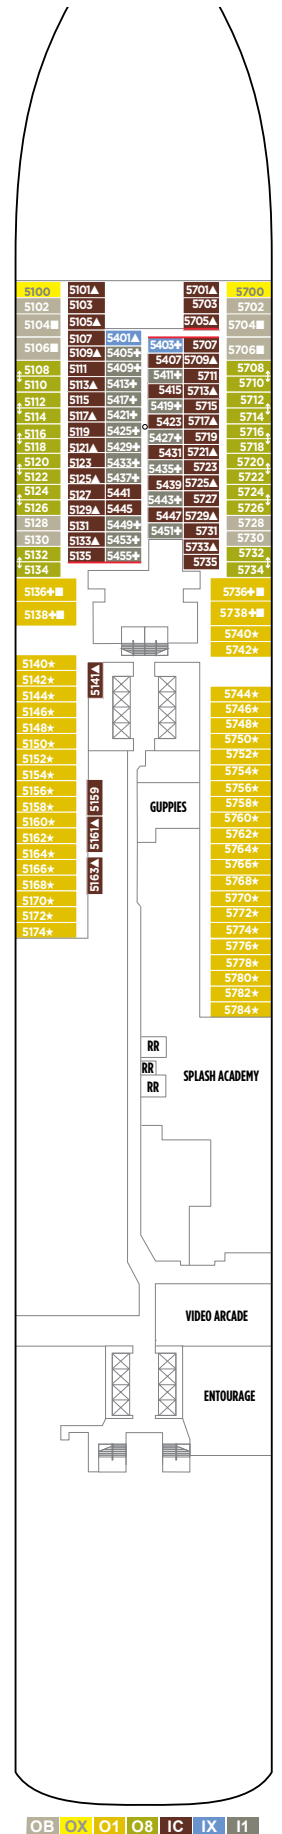 5100 5101▲ 5701▲ 5700
5102 5103 5703 5702
5104■ 5105▲ 5705▲ 5704■
5106■ 5107 5401▲ 5403✚ 5707 5706■
5109▲ 5405✚ 5407 5709▲
5108 5111 5409✚ 5411✚ 5711 5708
5110 5113▲ 5413✚ 5415 5713▲ 5710
5112 5115 5417✚ 5419✚ 5715 5712
5114 5117▲ 5421✚ 5423 5717▲ 5714
5116 5119 5425✚ 5427✚ 5719 5716
5118 5121▲ 5429✚ 5431 5721▲ 5718
5120 5123 5433✚ 5435✚ 5723 5720
5122 5125▲ 5437✚ 5439 5725▲ 5722
5124 5127 5441 5443✚ 5727 5724
5126 5129▲ 5445 5447 5729▲ 5726
5128 5131 5449✚ 5451✚ 5731 5728
5130 5133▲ 5453✚ 5733▲ 5730
5132 5135 5455✚ 5735 5732
5134 5734
5136✚■ 5736✚■
5138✚■ 5738✚■
5740★
5742★
5140★ 5141▲
5142★
5144★ 5744★
5146★ 5746★
5148★ 5748★
5150★ 5750★
5152★ 5752★
5154★ 5754★
5156★ 5159 5756★
5158★ GUPPIES 5758★
5160★ 5161▲ 5760★
5162★ 5762★
5164★ 5764★
5166★ 5163▲ 5766★
5168★ 5768★
5170★ 5770★
5172★ 5772★
5174★ 5774★
5776★
5778★
5780★
5782★
5784★
RR
RR
RR
SPLASH ACADEMY
VIDEO ARCADE
ENTOURAGE
OB OX O1 O8 IC IX I1